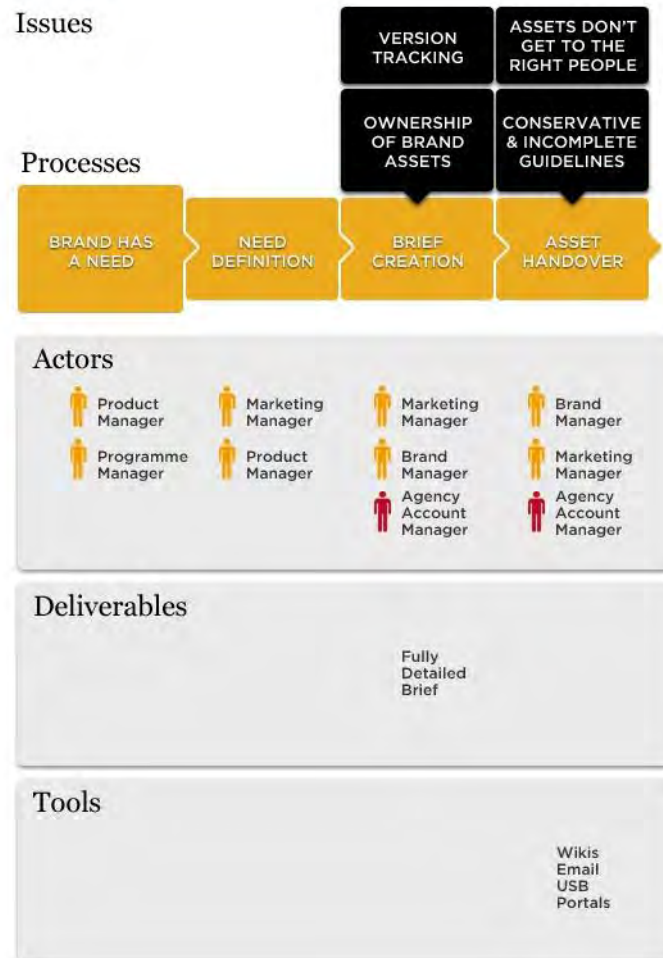 Issues
VERSION
TRACKING
ASSETS DON'T
GET TO THE
RIGHT PEOPLE
OWNERSHIP
OF BRAND
ASSETS
CONSERVATIVE
& INCOMPLETE
GUIDELINES
Processes
BRAND HAS
A NEED
NEED
DEFINITION
BRIEF
CREATION
ASSET
HANDOVER
Actors
Product
Manager
Programme
Manager
Marketing
Manager
Product
Manager
Marketing
Manager
Brand
Manager
Agency
Account
Manager
Brand
Manager
Marketing
Manager
Agency
Account
Manager
Deliverables
Fully
Detailed
Brief
Tools
Wikis
Email
USB
Portals